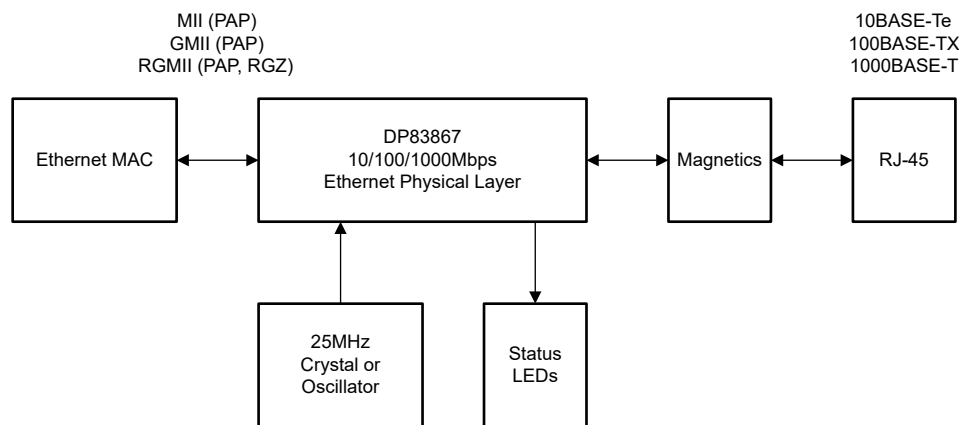 MII (PAP)
GMII (PAP)
RGMII (PAP, RGZ)
10BASE-Te
100BASE-TX
1000BASE-T
Ethernet MAC
DP83867
10/100/1000Mbps
Ethernet Physical Layer
Magnetics
RJ-45
25MHz
Crystal or
Oscillator
Status
LEDs